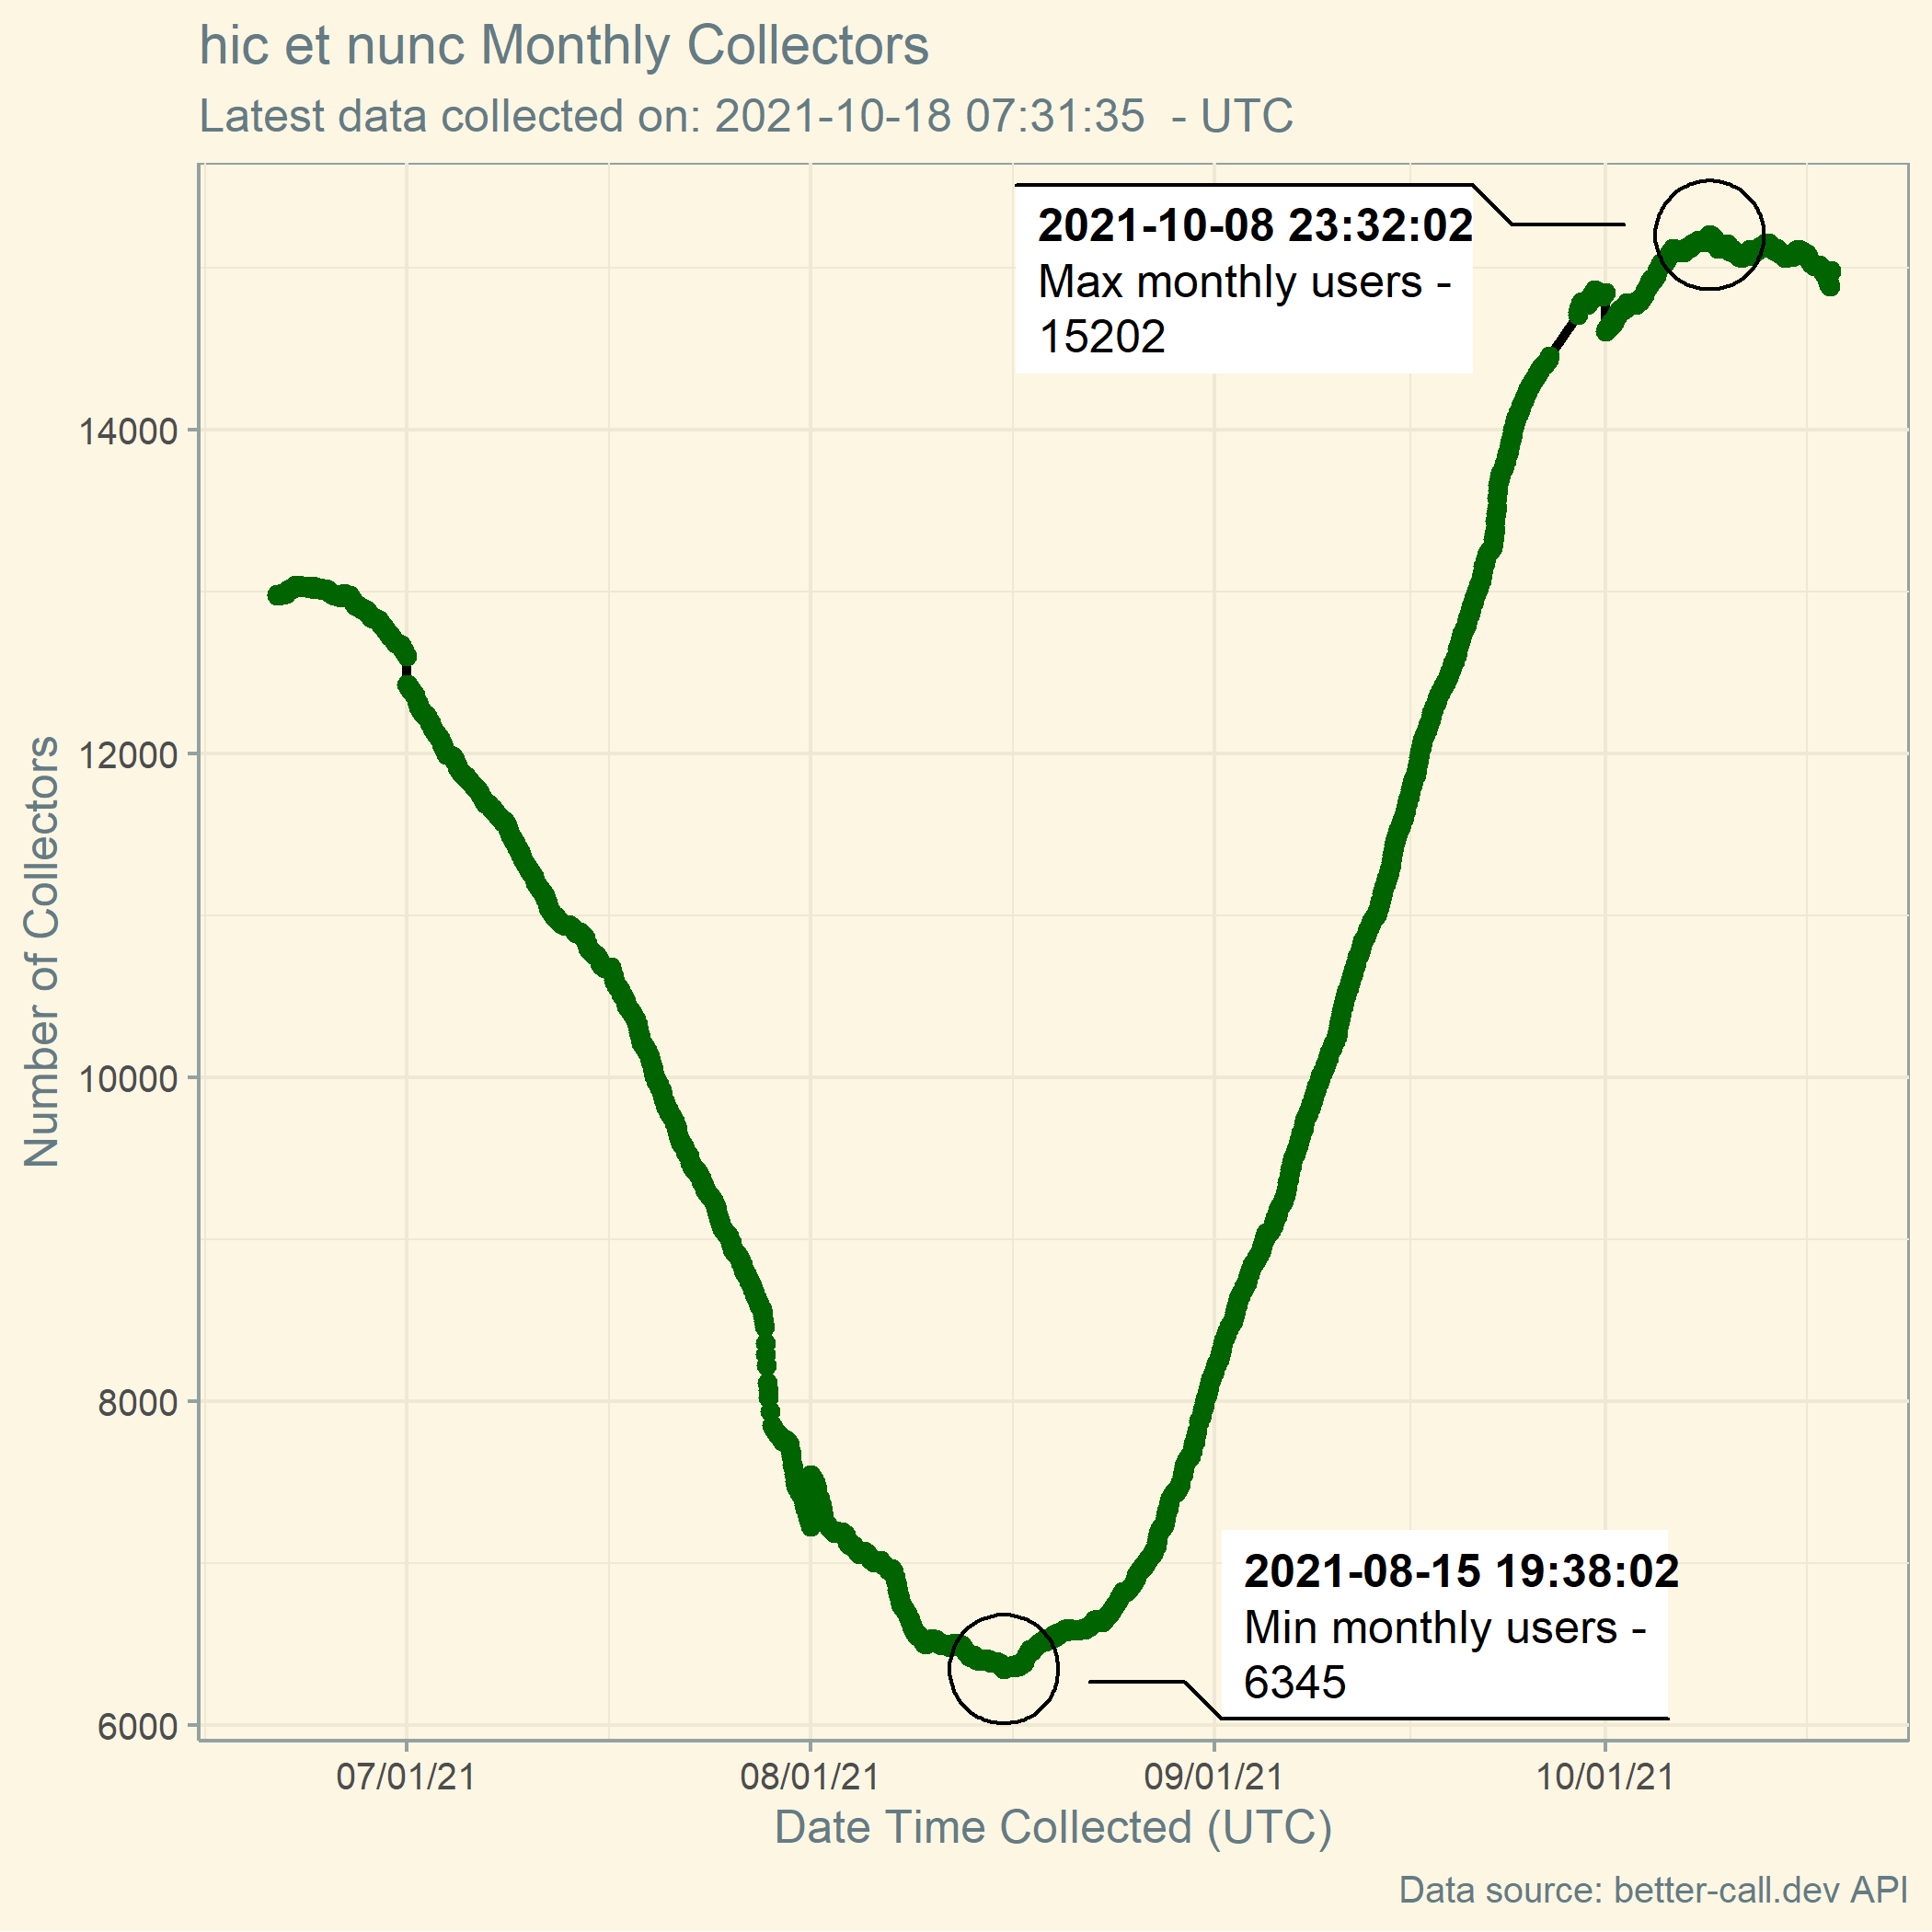 hic et nunc Monthly Collectors
Latest data collected on: 2021-10-18 07:31:35  - UTC
2021-10-08 23:32:02
Max monthly users -
15202
14000
12000
10000
8000
6000
Number of Collectors
2021-08-15 19:38:02
Min monthly users -
6345
07/01/21
08/01/21
09/01/21
10/01/21
Date Time Collected (UTC)
Data source: better-call.dev API